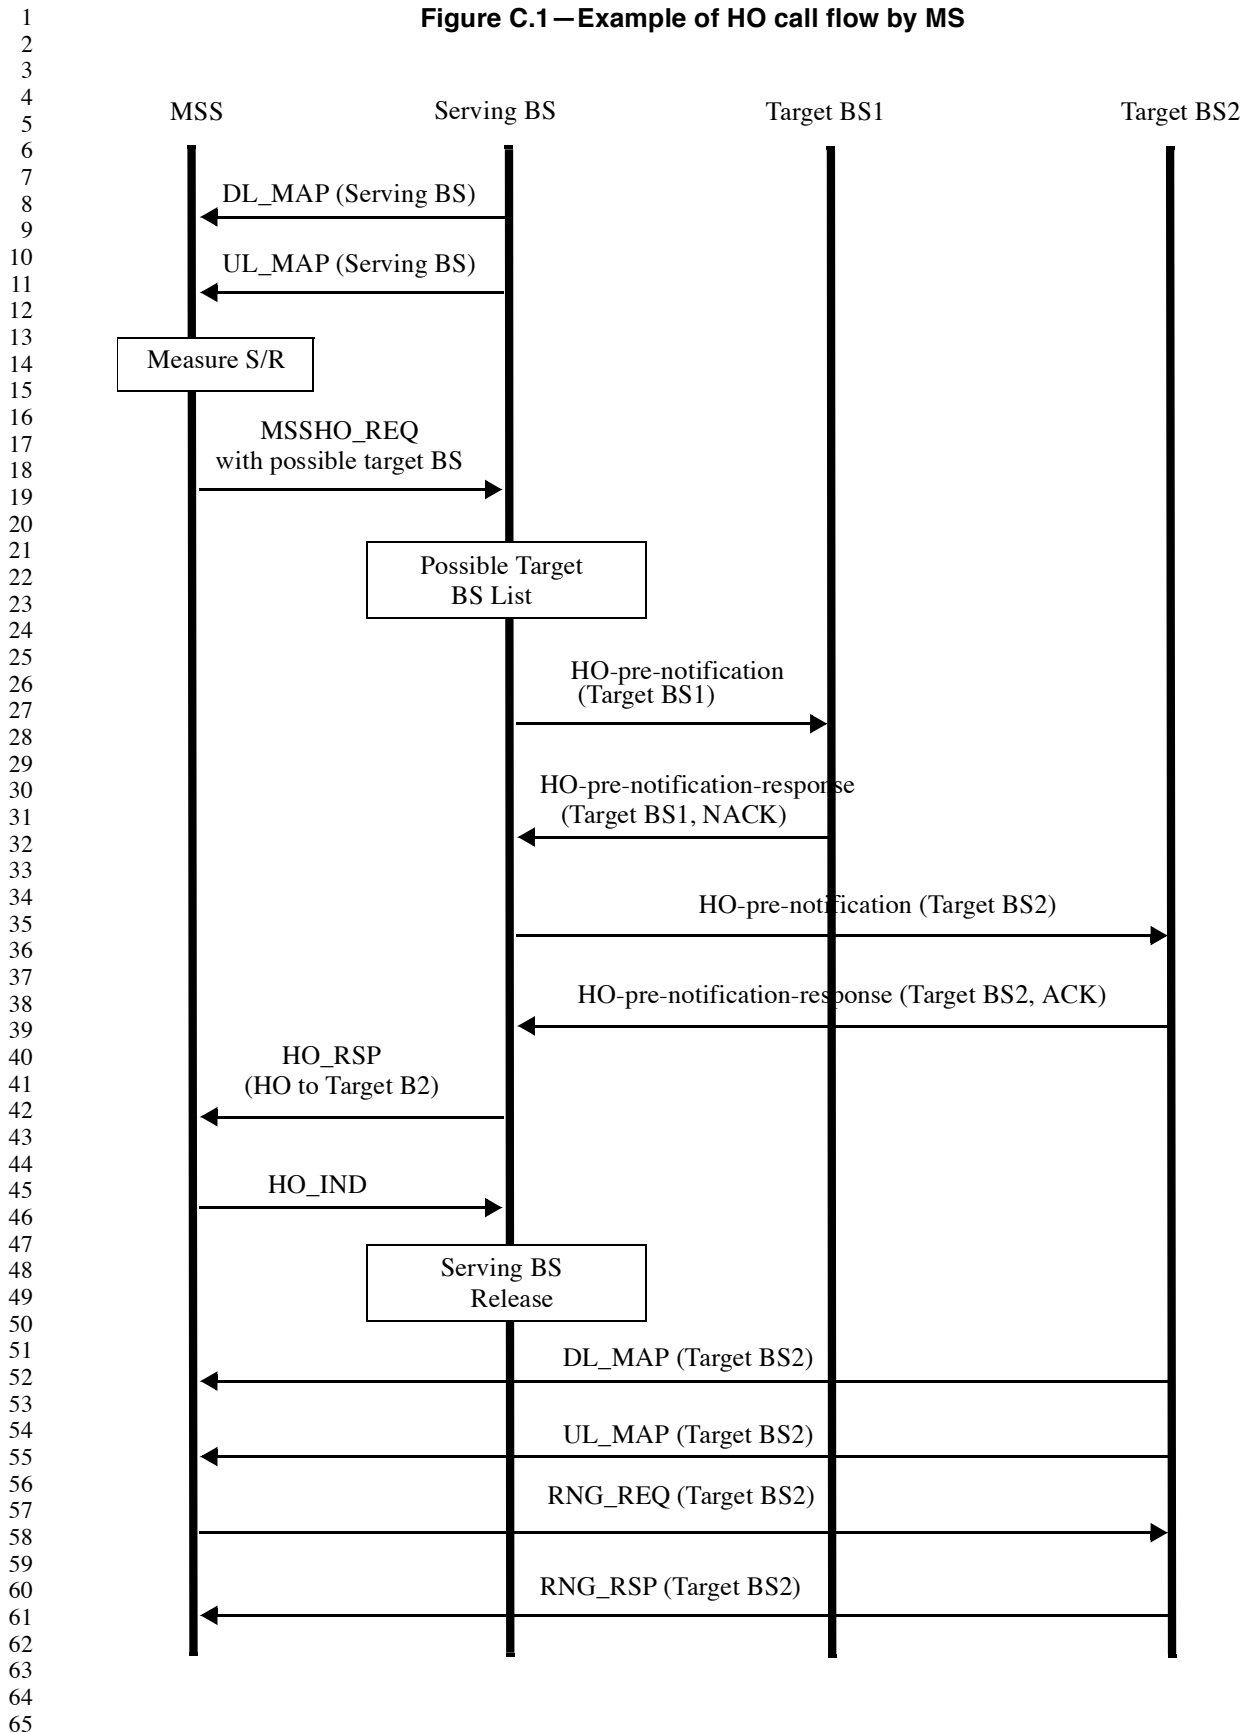 Figure C.1—Example of HO call flow by MS
1
2
3
4
5
6
7
8
9
10
11
12
13
14
15
16
17
18
19
20
21
22
23
24
25
26
27
28
29
30
31
32
33
34
35
36
37
38
39
40
41
42
43
44
45
46
47
48
49
50
51
52
53
54
55
56
57
58
59
60
61
62
63
64
65
MSS
Serving BS
Target BS1
Target BS2
DL_MAP (Serving BS)
UL_MAP (Serving BS)
Measure S/R
MSSHO_REQ
with possible target BS
Possible Target
BS List
HO-pre-notification
(Target BS1)
HO-pre-notification-response
(Target BS1, NACK)
HO-pre-notification (Target BS2)
HO-pre-notification-response (Target BS2, ACK)
HO_RSP
(HO to Target B2)
HO_IND
Serving BS
Release
DL_MAP (Target BS2)
UL_MAP (Target BS2)
RNG_REQ (Target BS2)
RNG_RSP (Target BS2)